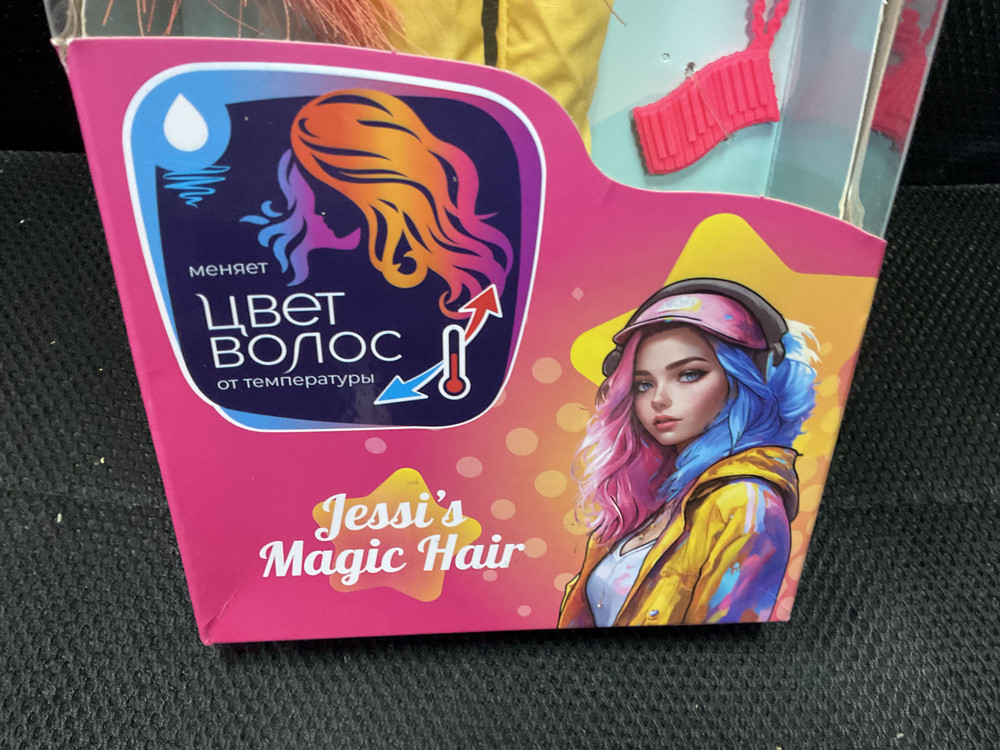 меняет
цвет
волос
от температуры
Jessi's
Magic Hair